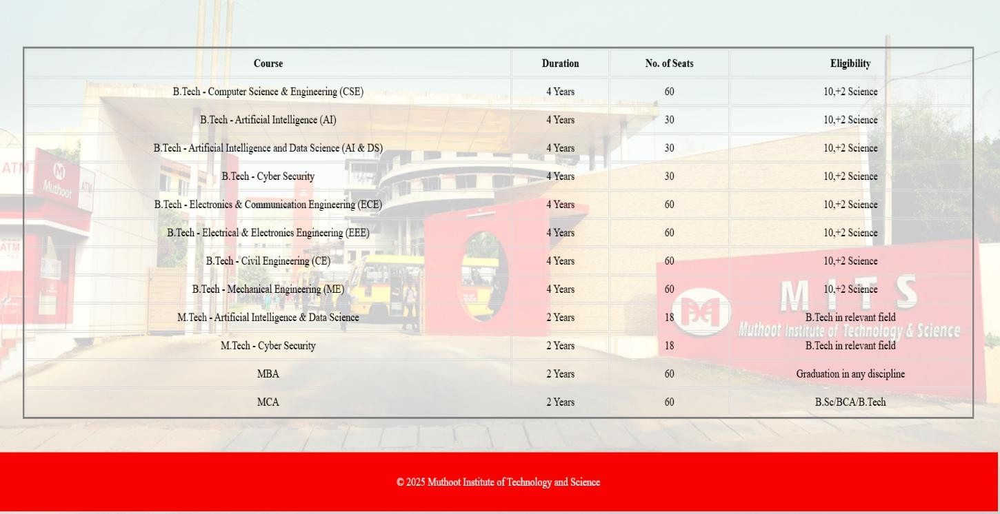 Course Duration No. of Seats Eligibility
B.Tech - Computer Science & Engineering (CSE) 4 Years 60 10,+2 Science
B.Tech - Artificial Intelligence (AI) 4 Years 30 10,+2 Science
B.Tech - Artificial Intelligence and Data Science (AI & DS) 4 Years 30 10,+2 Science
B.Tech - Cyber Security 4 Years 30 10,+2 Science
B.Tech - Electronics & Communication Engineering (ECE) 4 Years 60 10,+2 Science
B.Tech - Electrical & Electronics Engineering (EEE) 4 Years 60 10,+2 Science
B.Tech - Civil Engineering (CE) 4 Years 60 10,+2 Science
B.Tech - Mechanical Engineering (ME) 4 Years 60 10,+2 Science
M.Tech - Artificial Intelligence & Data Science 2 Years 18 B.Tech in relevant field
M.Tech - Cyber Security 2 Years 18 B.Tech in relevant field
MBA 2 Years 60 Graduation in any discipline
MCA 2 Years 60 B.Sc/BCA/B.Tech
ATM
Muthoot
ATM
ATM
MITS
Muthoot Institute of Technology & Science
© 2025 Muthoot Institute of Technology and Science